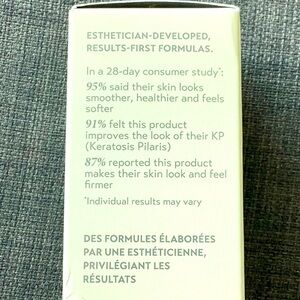 ESTHETICIAN-DEVELOPED,
RESULTS-FIRST FORMULAS.
In a 28-day consumer study*:
95% said their skin looks
smoother, healthier and feels
softer
91% felt this product
improves the look of their KP
(Keratosis Pilaris)
87% reported this product
makes their skin look and feel
firmer
*Individual results may vary
DES FORMULES ÉLABORÉES
PAR UNE ESTHÉTICIENNE,
PRIVILÉGIANT LES
RÉSULTATS